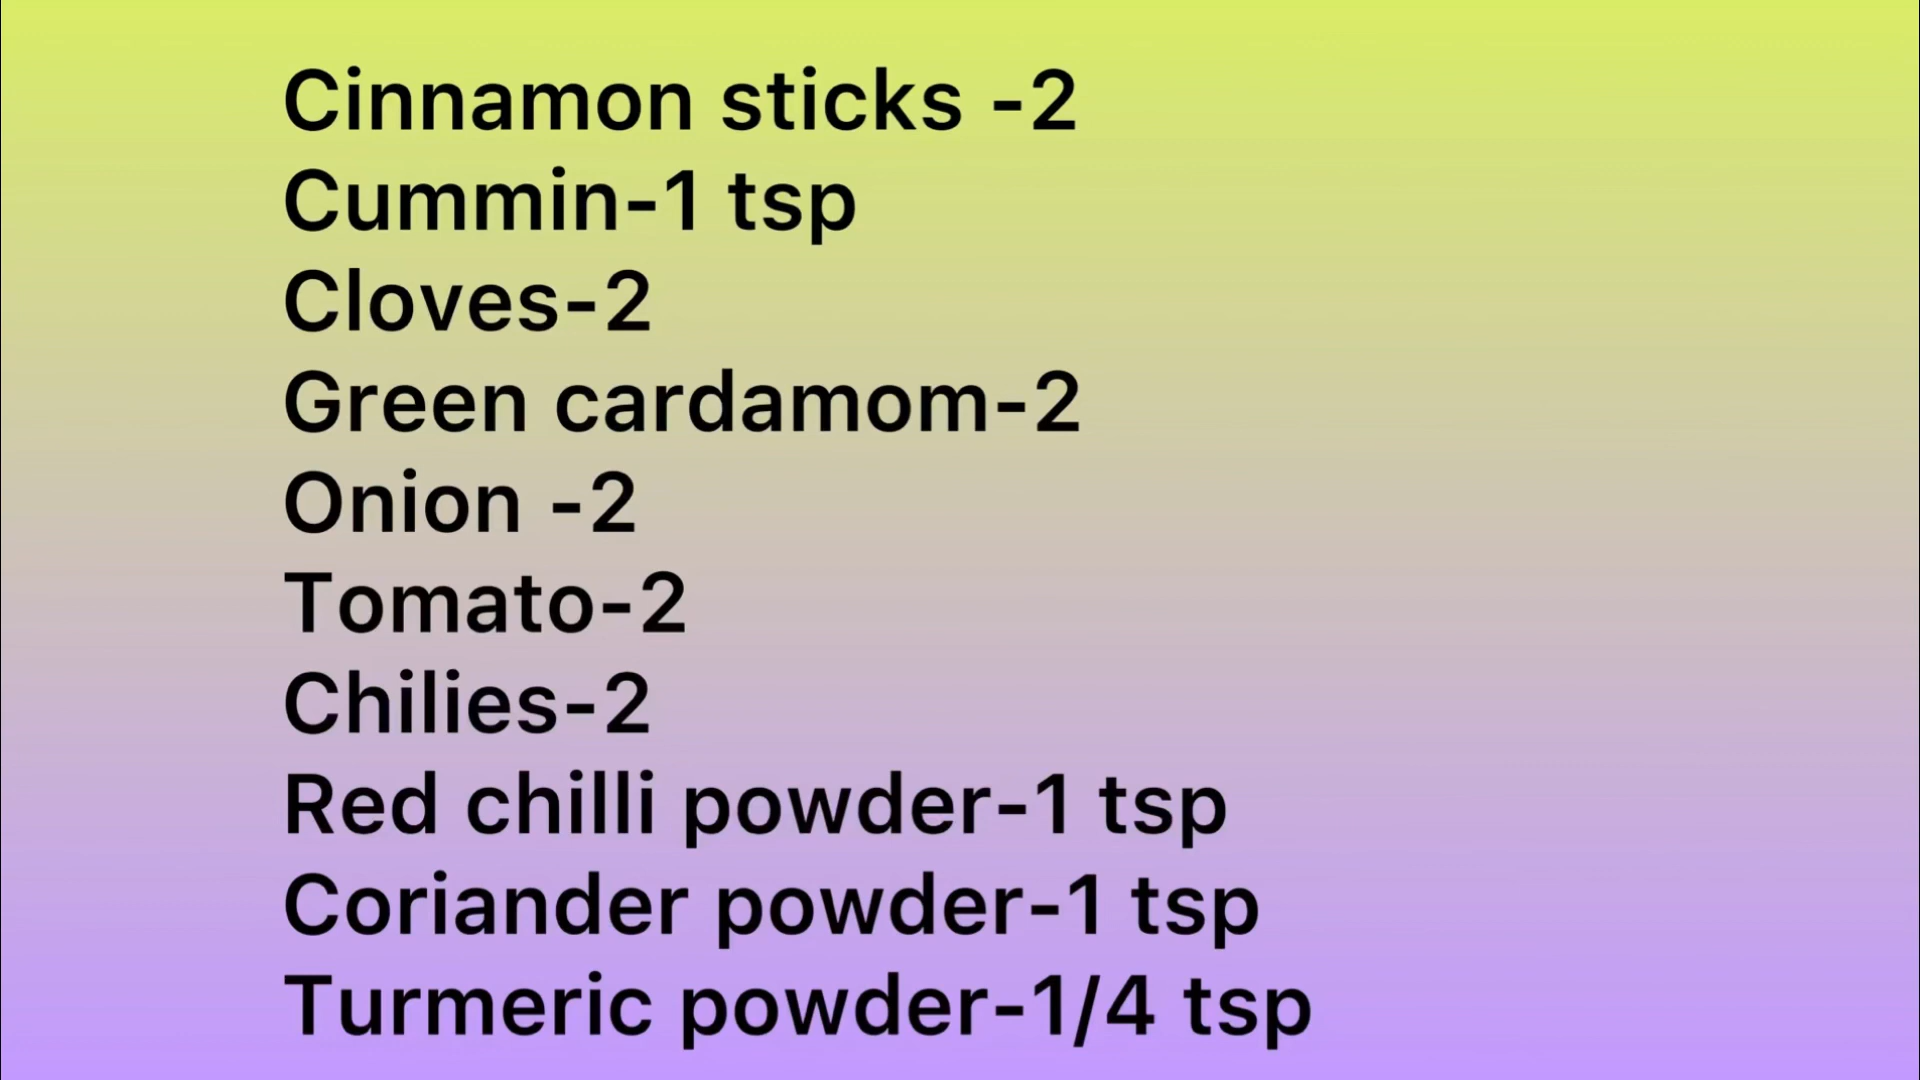 Cinnamon sticks -2
Cummin-1 tsp
Cloves-2
Green cardamom-2
Onion -2
Tomato-2
Chilies-2
Red chilli powder-1 tsp
Coriander powder-1 tsp
Turmeric powder-1/4 tsp